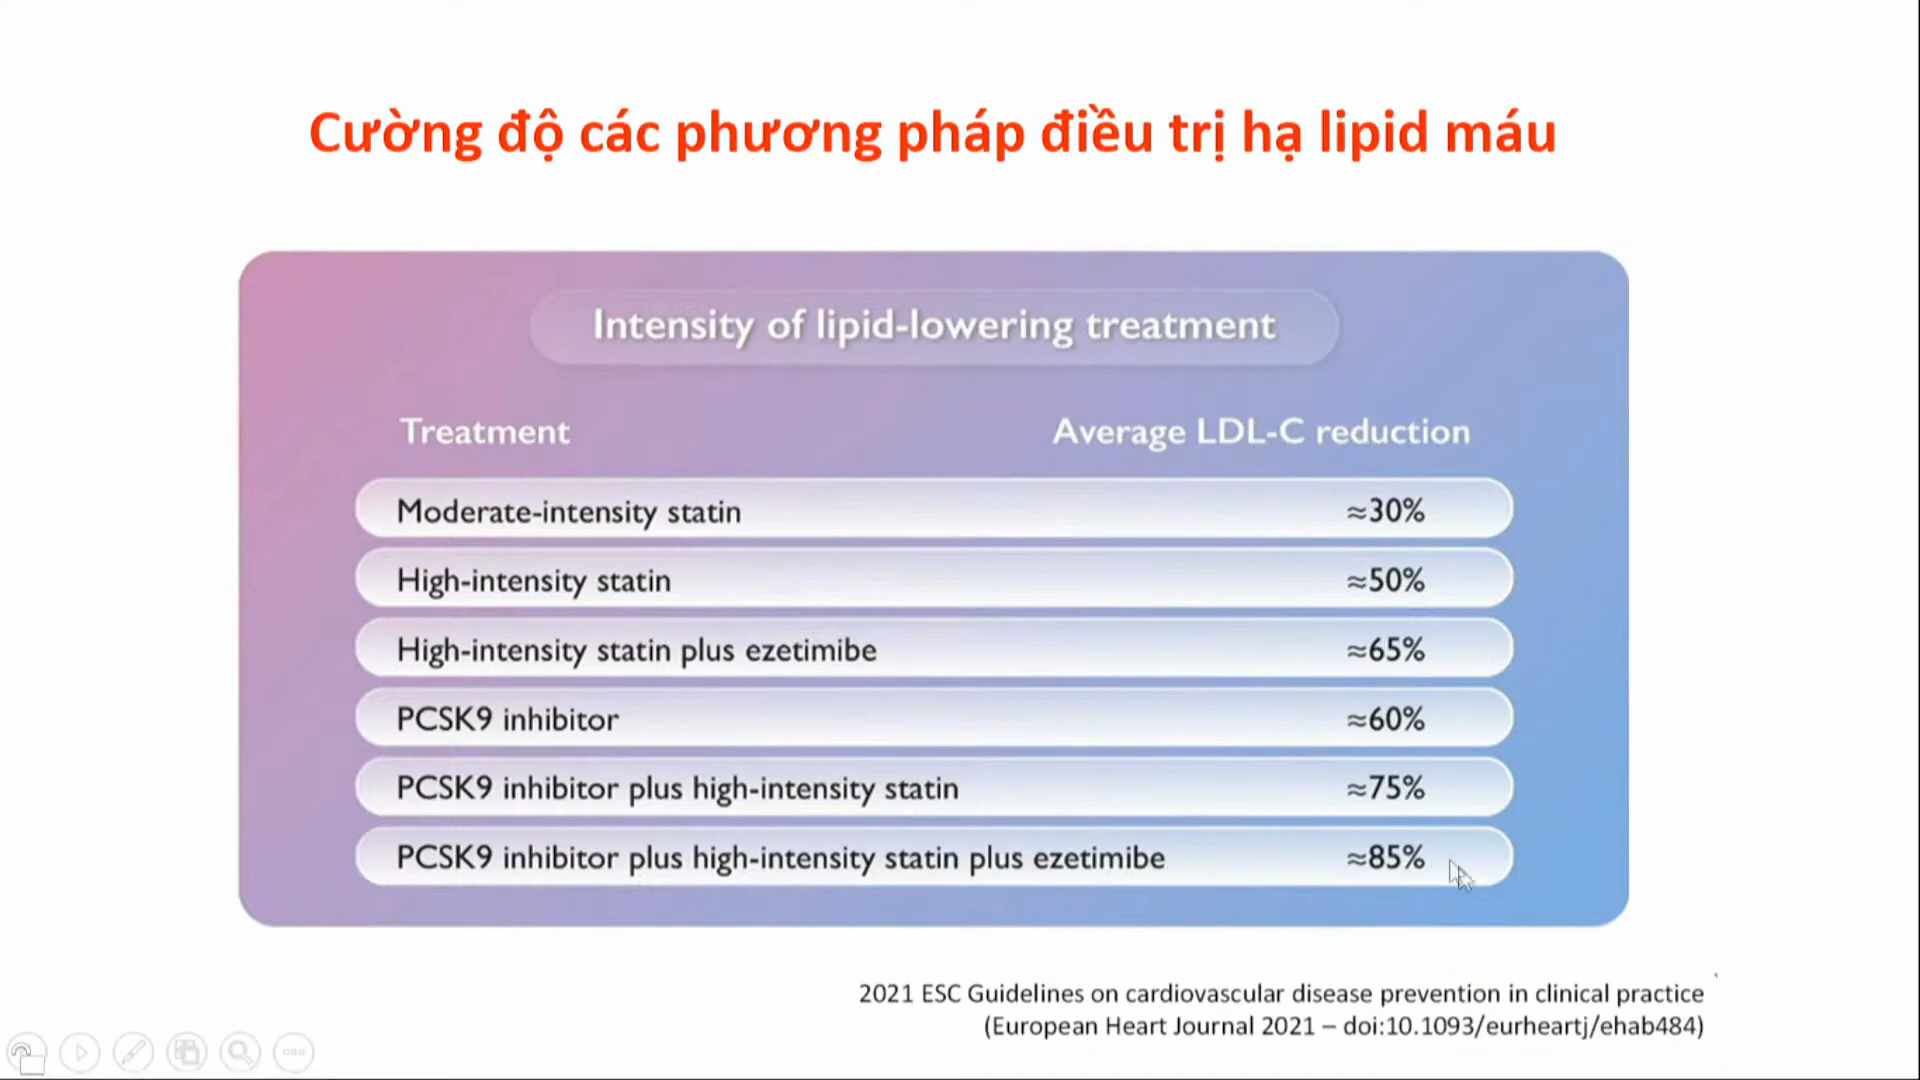 Cường độ các phương pháp điều trị hạ lipid máu
Intensity of lipid-lowering treatment
Treatment Average LDL-C reduction
Moderate-intensity statin ≈30%
High-intensity statin ≈50%
High-intensity statin plus ezetimibe ≈65%
PCSK9 inhibitor ≈60%
PCSK9 inhibitor plus high-intensity statin ≈75%
PCSK9 inhibitor plus high-intensity statin plus ezetimibe ≈85%
2021 ESC Guidelines on cardiovascular disease prevention in clinical practice
(European Heart Journal 2021 – doi:10.1093/eurheartj/ehab484)